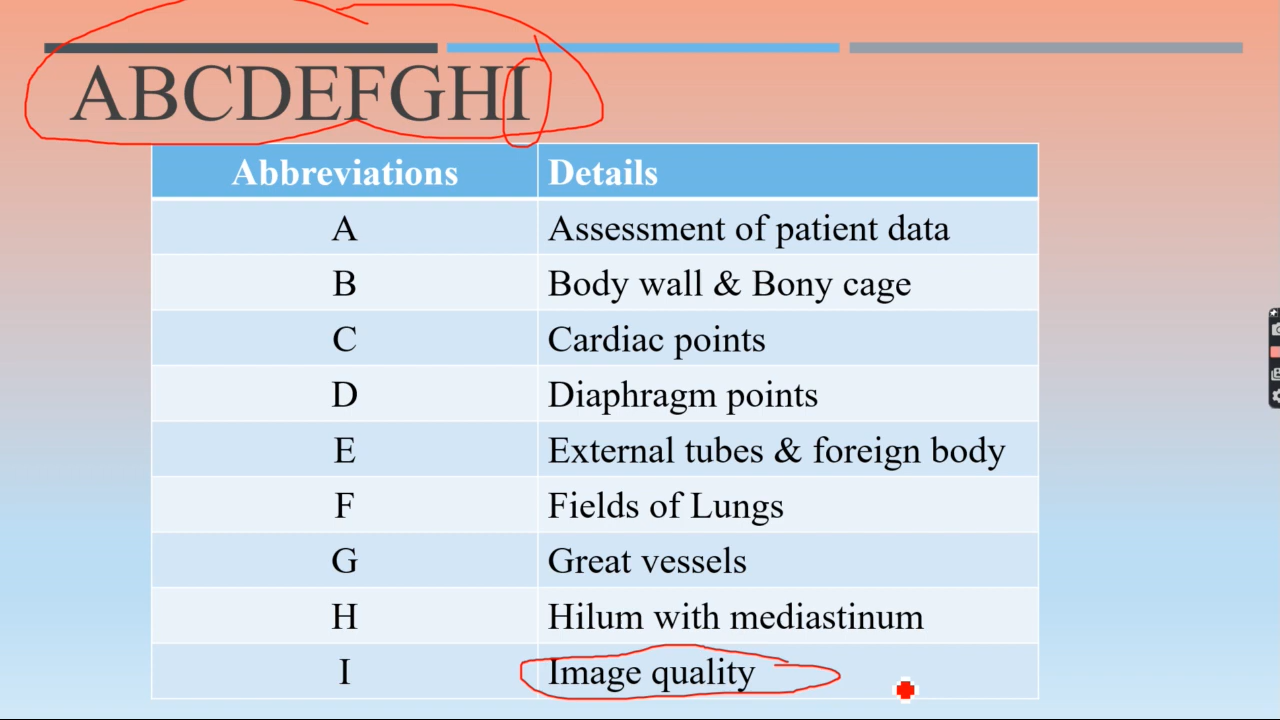 ABCDEFGHI
Abbreviations Details
A Assessment of patient data
B Body wall & Bony cage
C Cardiac points
D Diaphragm points
E External tubes & foreign body
F Fields of Lungs
G Great vessels
H Hilum with mediastinum
I Image quality